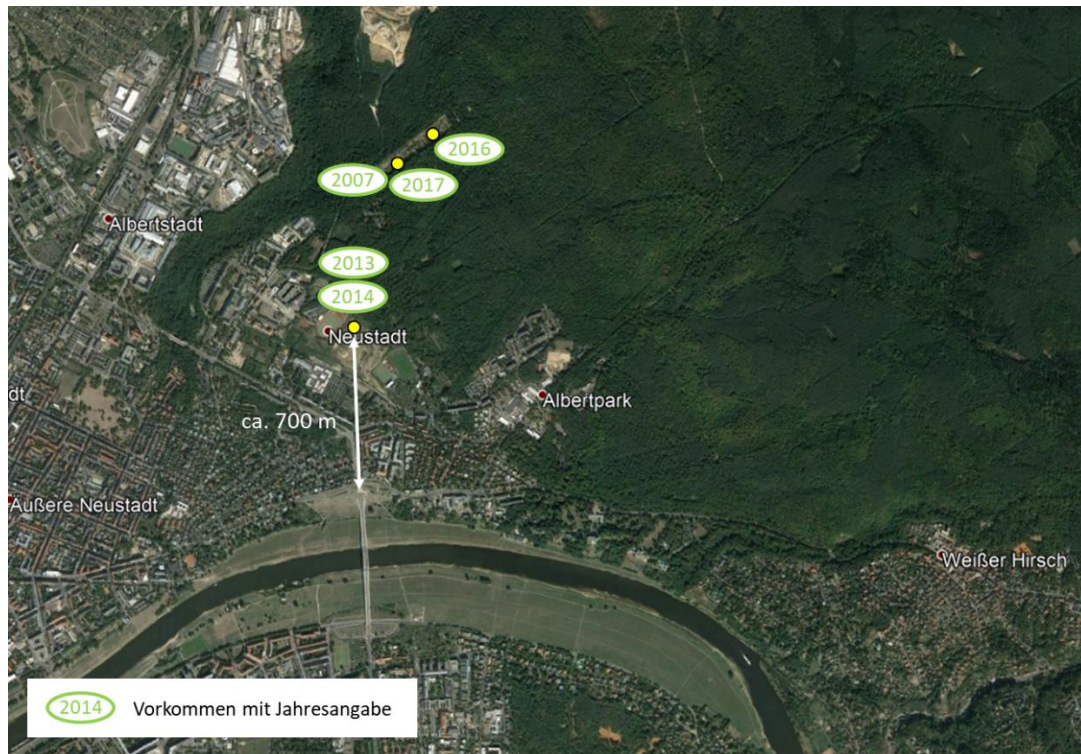 2016
2007
2017
Albertstadt
2013
2014
Neustadt
Albertpark
dt
ca. 700 m
Äußere Neustadt
Weißer Hirsch
2014 Vorkommen mit Jahresangabe